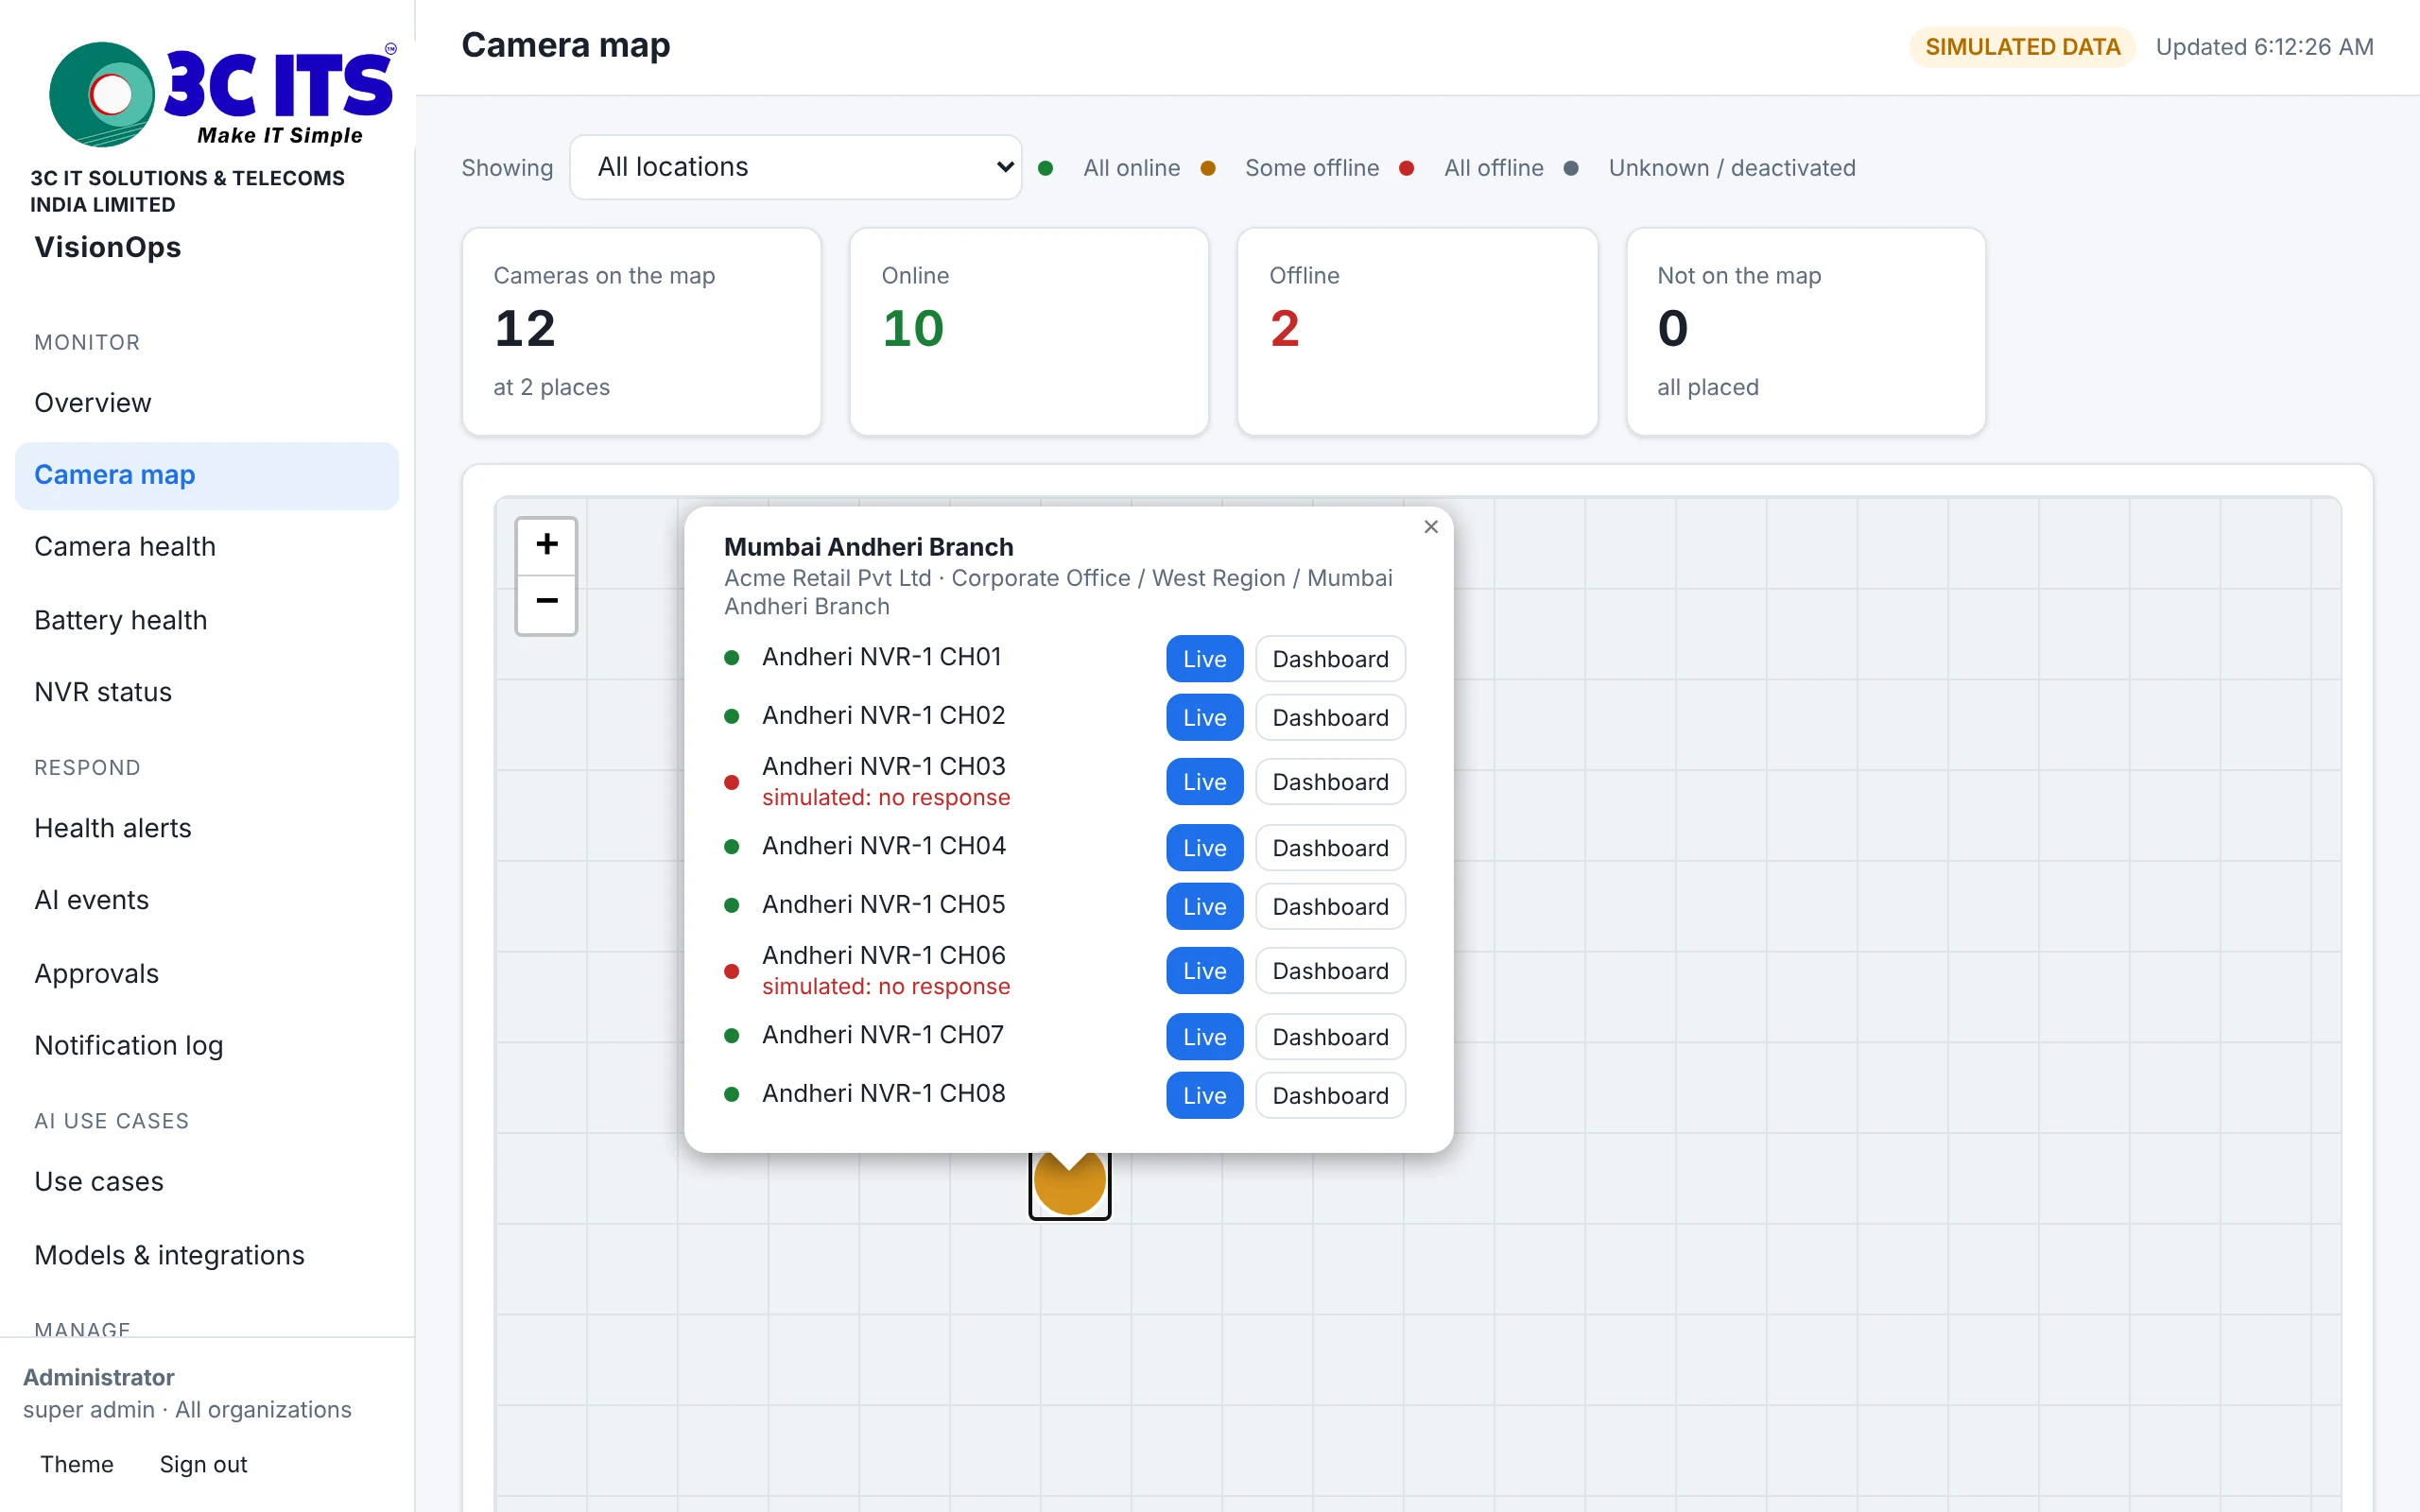 3C ITS
TM
Make IT Simple
3C IT SOLUTIONS & TELECOMS
INDIA LIMITED
VisionOps
MONITOR
Overview
Camera map
Camera health
Battery health
NVR status
RESPOND
Health alerts
AI events
Approvals
Notification log
AI USE CASES
Use cases
Models & integrations
MANAGE
Administrator
super admin · All organizations
Theme Sign out
Camera map
SIMULATED DATA Updated 6:12:26 AM
Showing All locations All online Some offline All offline Unknown / deactivated
Cameras on the map
12
at 2 places
Online
10
Offline
2
Not on the map
0
all placed
+
−
×
Mumbai Andheri Branch
Acme Retail Pvt Ltd · Corporate Office / West Region / Mumbai
Andheri Branch
Andheri NVR-1 CH01 Live Dashboard
Andheri NVR-1 CH02 Live Dashboard
Andheri NVR-1 CH03 Live Dashboard
simulated: no response
Andheri NVR-1 CH04 Live Dashboard
Andheri NVR-1 CH05 Live Dashboard
Andheri NVR-1 CH06 Live Dashboard
simulated: no response
Andheri NVR-1 CH07 Live Dashboard
Andheri NVR-1 CH08 Live Dashboard